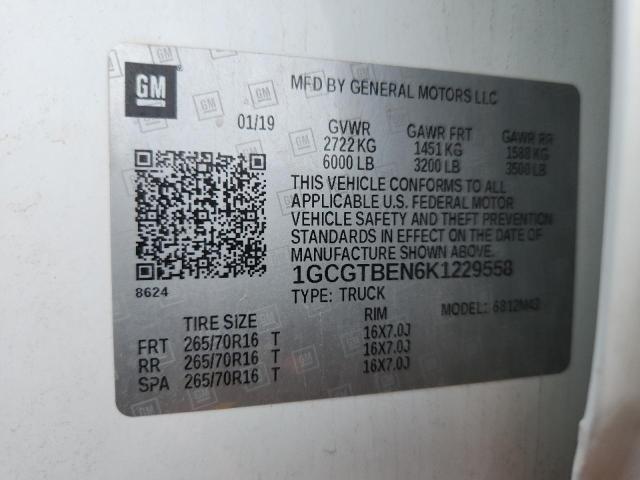 GM
MFD BY GENERAL MOTORS LLC
01/19 GVWR GAWR FRT GAWR RR
2722 KG 1451 KG 1588 KG
6000 LB 3200 LB 3500 LB
THIS VEHICLE CONFORMS TO ALL
APPLICABLE U.S. FEDERAL MOTOR
VEHICLE SAFETY AND THEFT PREVENTION
STANDARDS IN EFFECT ON THE DATE OF
MANUFACTURE SHOWN ABOVE.
8624 1GCGTBEN6K1229558
TYPE: TRUCK MODEL: 6812M43
TIRE SIZE RIM
FRT 265/70R16 T 16X7.0J
RR 265/70R16 T 16X7.0J
SPA 265/70R16 T 16X7.0J